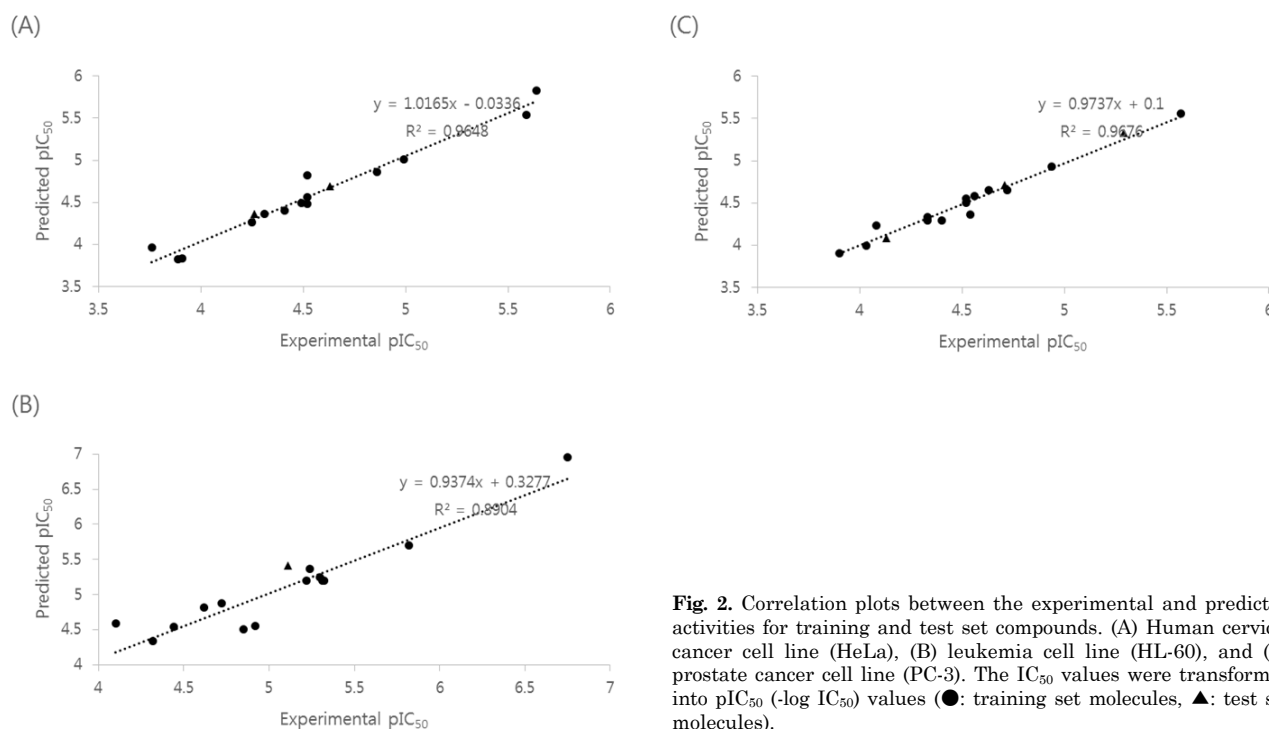 (A)
6
5.5
5
4.5
4
3.5
3.5
4
4.5
5
5.5
6
Predicted pIC₅₀
Experimental pIC₅₀
y = 1.0165x - 0.0336
R² = 0.9648
(C)
6
5.5
5
4.5
4
3.5
3.5
4
4.5
5
5.5
6
Predicted pIC₅₀
Experimental pIC₅₀
y = 0.9737x + 0.1
R² = 0.9676
(B)
7
6.5
6
5.5
5
4.5
4
4
4.5
5
5.5
6
6.5
7
Predicted pIC₅₀
Experimental pIC₅₀
y = 0.9374x + 0.3277
R² = 0.8904
Fig. 2. Correlation plots between the experimental and predict
activities for training and test set compounds. (A) Human cervic
cancer cell line (HeLa), (B) leukemia cell line (HL-60), and (
prostate cancer cell line (PC-3). The IC₅₀ values were transform
into pIC₅₀ (-log IC₅₀) values (●: training set molecules, ▲: test s
molecules).